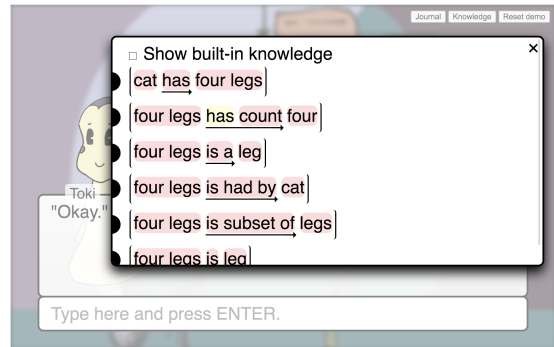 Journal Knowledge Reset demo
Show built-in knowledge
×
cat has four legs
four legs has count four
four legs is a leg
four legs is had by cat
four legs is subset of legs
four legs is leg
Toki
"Okay."
Type here and press ENTER.